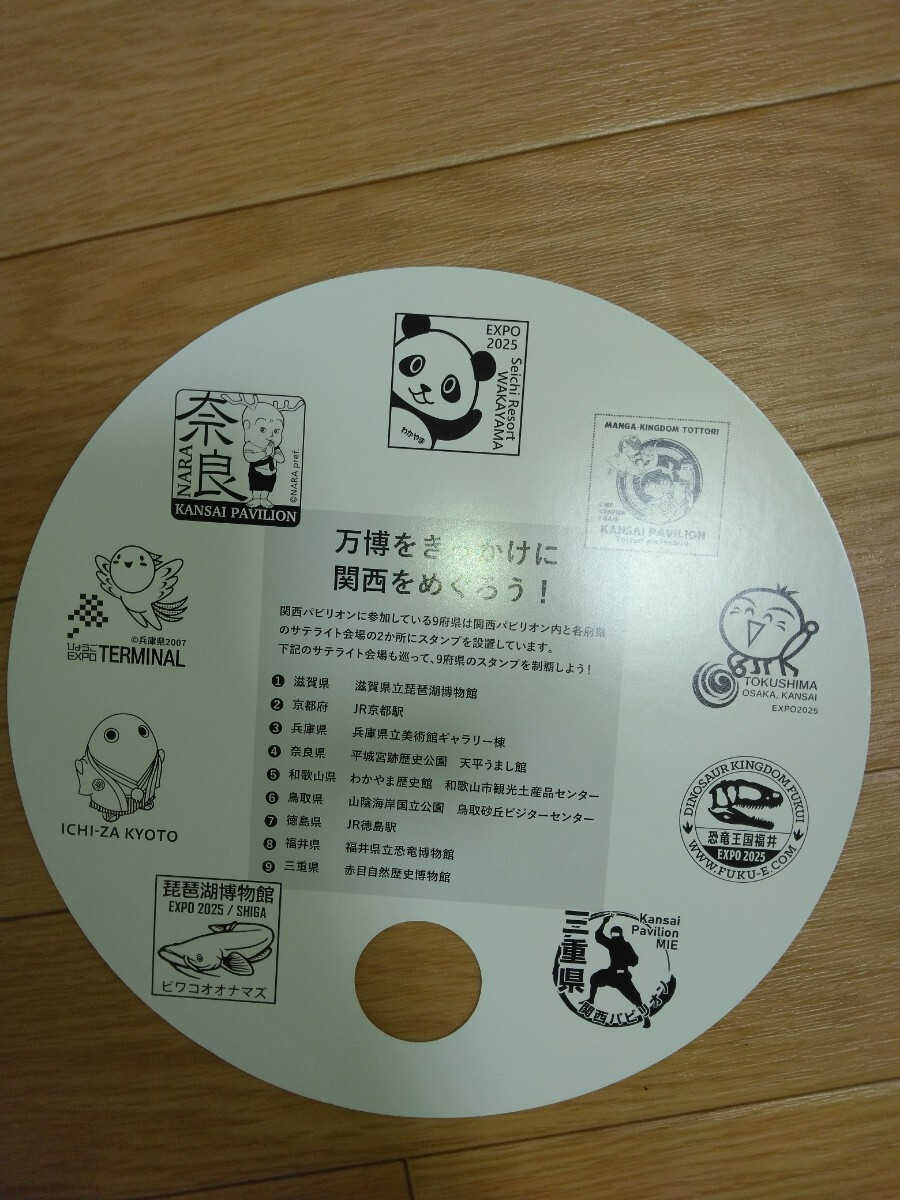 EXPO
2025
Seichi Resort
WAKAYAMA
わかやま
奈良
NARA
©NARA pref.
KANSAI PAVILION
MANGA-KINGDOM TOTTORI
KANSAI PAVILION
©兵庫県2007
ひょうご
EXPO TERMINAL
万博をきっかけに
関西をめぐろう!
関西パビリオンに参加している9府県は関西パビリオン内と各府県
のサテライト会場の2か所にスタンプを設置しています。
下記のサテライト会場も巡って、9府県のスタンプを制覇しよう!
❶ 滋賀県 滋賀県立琵琶湖博物館
❷ 京都府 JR京都駅
❸ 兵庫県 兵庫県立美術館ギャラリー棟
❹ 奈良県 平城宮跡歴史公園 天平うまし館
❺ 和歌山県 わかやま歴史館 和歌山市観光土産品センター
❻ 鳥取県 山陰海岸国立公園 鳥取砂丘ビジターセンター
❼ 徳島県 JR徳島駅
❽ 福井県 福井県立恐竜博物館
❾ 三重県 赤目自然歴史博物館
TOKUSHIMA
OSAKA, KANSAI
EXPO2025
DINOSAUR KINGDOM FUKUI
恐竜王国福井
EXPO 2025
WWW.FUKU-E.COM
ICHI-ZA KYOTO
琵琶湖博物館
EXPO 2025 / SHIGA
ビワコオオナマズ
三重県
Kansai
Pavilion
MIE
関西パビリオン